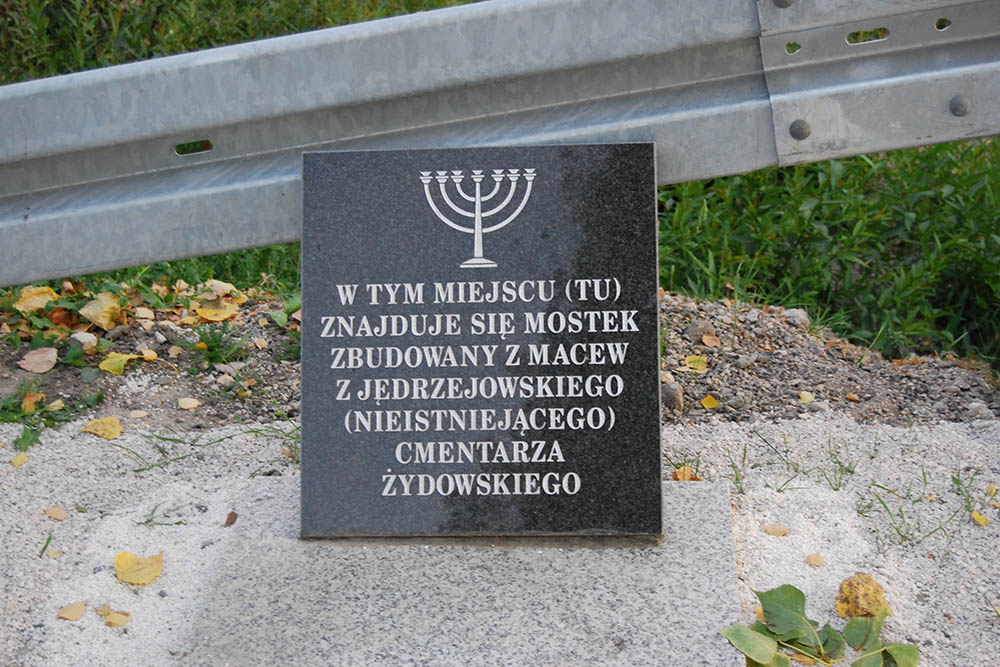 W TYM MIEJSCU (TU)
ZNAJDUJE SIĘ MOSTEK
ZBUDOWANY Z MACEW
Z JĘDRZEJOWSKIEGO
(NIEISTNIEJĄCEGO)
CMENTARZA
ŻYDOWSKIEGO